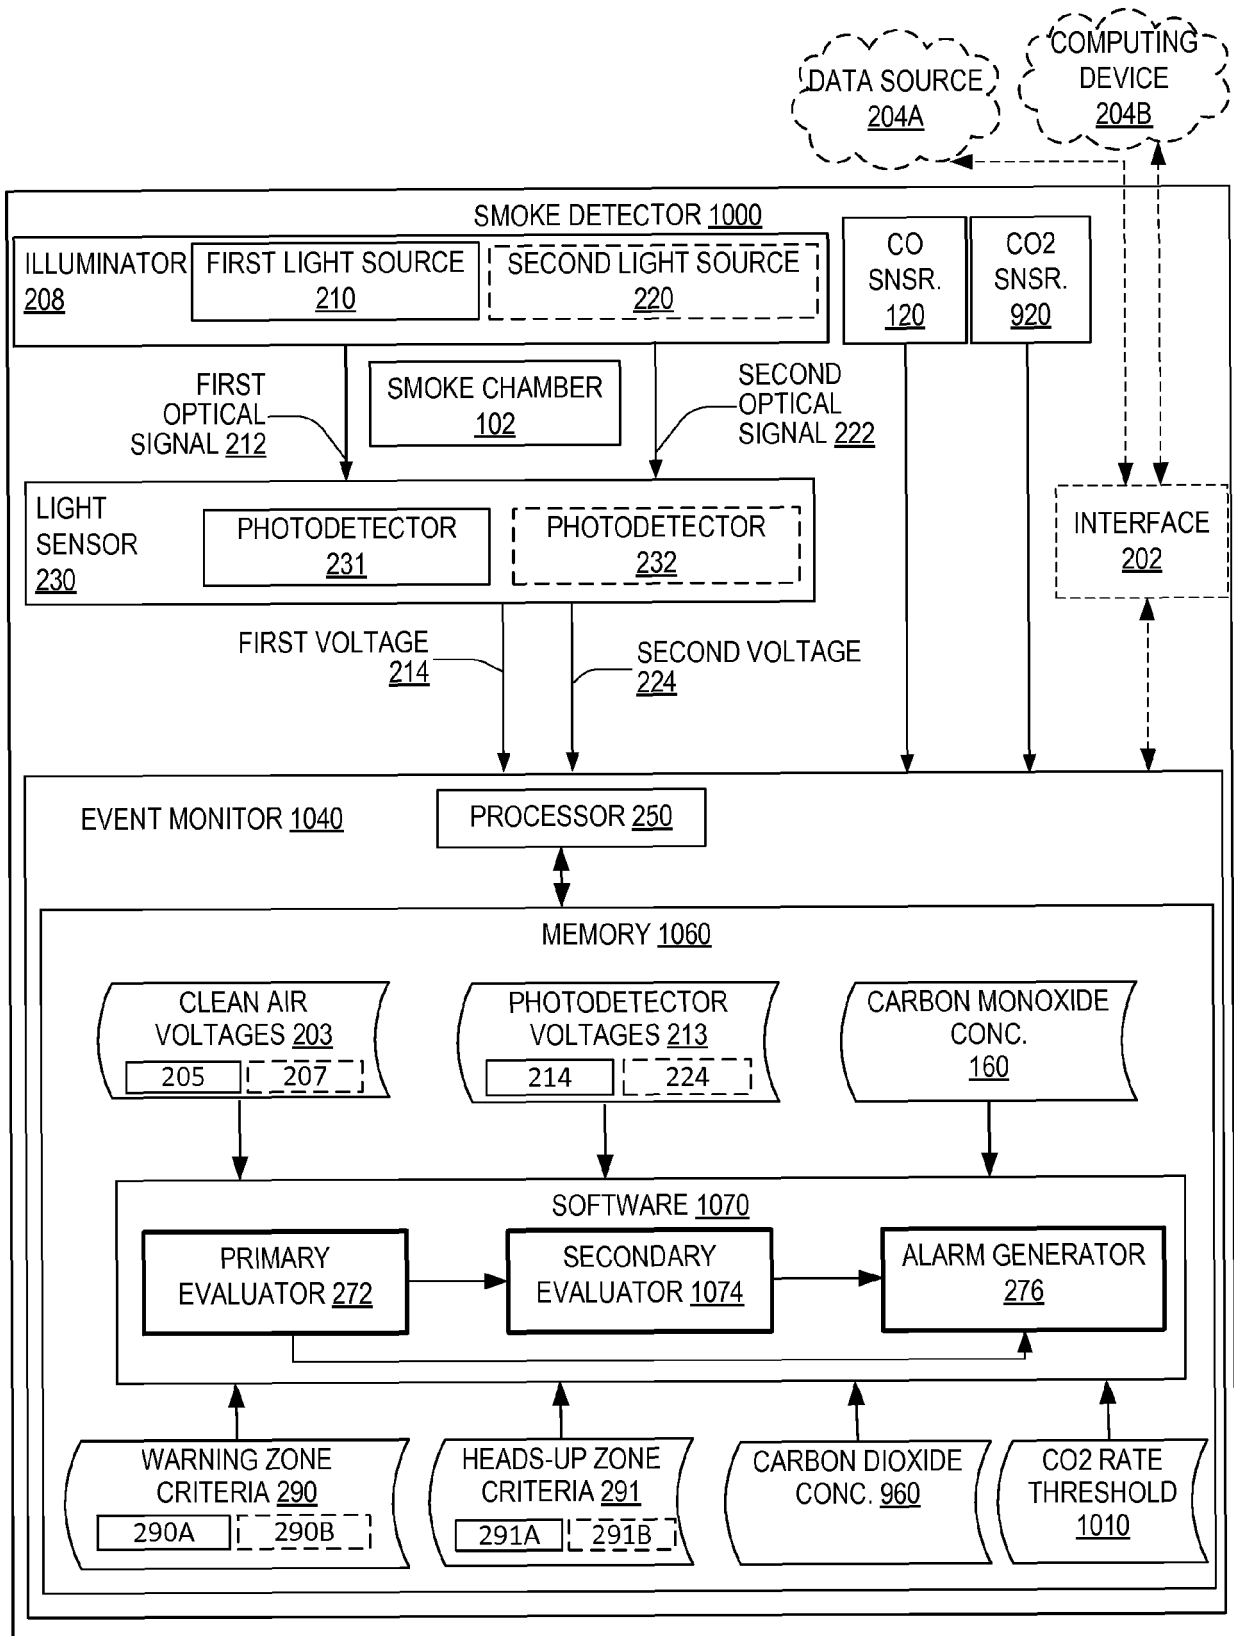 DATA SOURCE
204A
COMPUTING
DEVICE
204B
SMOKE DETECTOR 1000
ILLUMINATOR
208
FIRST LIGHT SOURCE
210
SECOND LIGHT SOURCE
220
CO
SNSR.
120
CO2
SNSR.
920
FIRST
OPTICAL
SIGNAL 212
SMOKE CHAMBER
102
SECOND
OPTICAL
SIGNAL 222
LIGHT
SENSOR
230
PHOTODETECTOR
231
PHOTODETECTOR
232
INTERFACE
202
FIRST VOLTAGE
214
SECOND VOLTAGE
224
EVENT MONITOR 1040
PROCESSOR 250
MEMORY 1060
CLEAN AIR
VOLTAGES 203
205 207
PHOTODETECTOR
VOLTAGES 213
214 224
CARBON MONOXIDE
CONC.
160
SOFTWARE 1070
PRIMARY
EVALUATOR 272
SECONDARY
EVALUATOR 1074
ALARM GENERATOR
276
WARNING ZONE
CRITERIA 290
290A 290B
HEADS-UP ZONE
CRITERIA 291
291A 291B
CARBON DIOXIDE
CONC. 960
CO2 RATE
THRESHOLD
1010